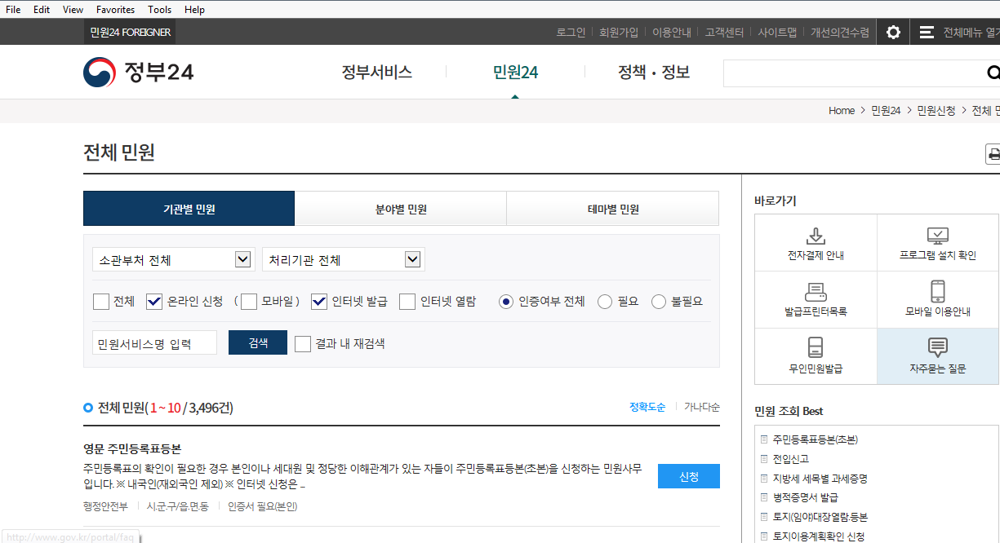 File Edit View Favorites Tools Help
민원24 FOREIGNER
로그인 회원가입 이용안내 고객센터 사이트맵 개선의견수렴 전체메뉴 열기
정부24
정부서비스 민원24 정책·정보
Home > 민원24 > 민원신청 > 전체 민
전체 민원
기관별 민원 분야별 민원 테마별 민원
소관부처 전체 처리기관 전체
전체 온라인 신청 ( 모바일 ) 인터넷 발급 인터넷 열람 인증여부 전체 필요 불필요
민원서비스명 입력 검색 결과 내 재검색
전체 민원( 1 ~ 10 / 3,496건)
정확도순 가나다순
영문 주민등록표등본
주민등록표의 확인이 필요한 경우 본인이나 세대원 및 정당한 이해관계가 있는 자들이 주민등록표등본(초본)을 신청하는 민원사무
입니다. ※ 내국인(재외국인 제외) ※ 인터넷 신청은 ...
신청
행정안전부 시.군.구/읍.면.동 인증서 필요(본인)
바로가기
전자결제 안내 프로그램 설치 확인
발급프린터목록 모바일 이용안내
무인민원발급 자주묻는 질문
민원 조회 Best
주민등록표등본(초본)
전입신고
지방세 세목별 과세증명
병적증명서 발급
토지(임야)대장열람.등본
토지이용계획확인 신청
http://www.gov.kr/portal/faq